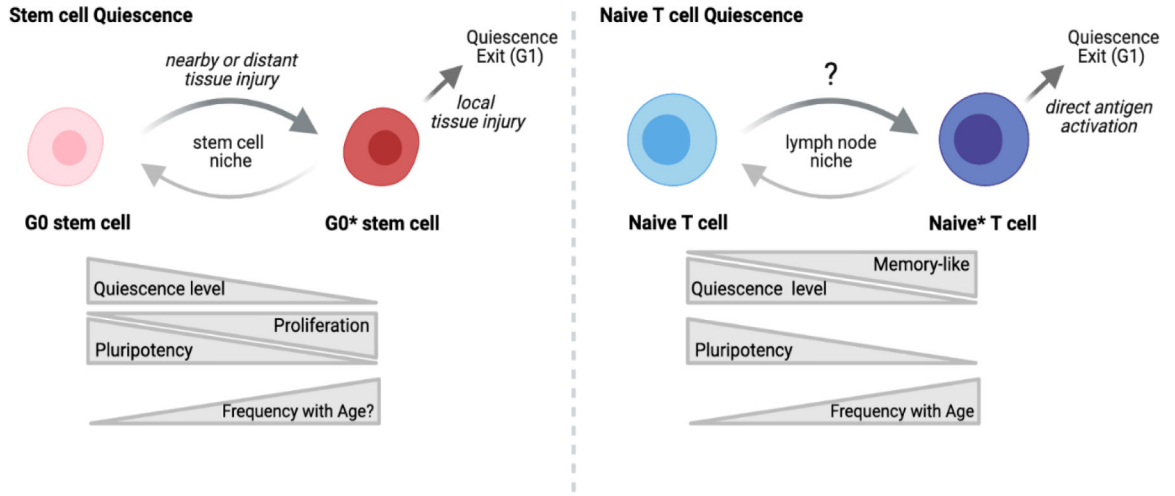 Stem cell Quiescence
nearby or distant
tissue injury
Quiescence
Exit (G1)
local
tissue injury
stem cell
niche
G0 stem cell
G0* stem cell
Quiescence level
Proliferation
Pluripotency
Frequency with Age?
Naive T cell Quiescence
?
Quiescence
Exit (G1)
direct antigen
activation
lymph node
niche
Naive T cell
Naive* T cell
Memory-like
Quiescence level
Pluripotency
Frequency with Age